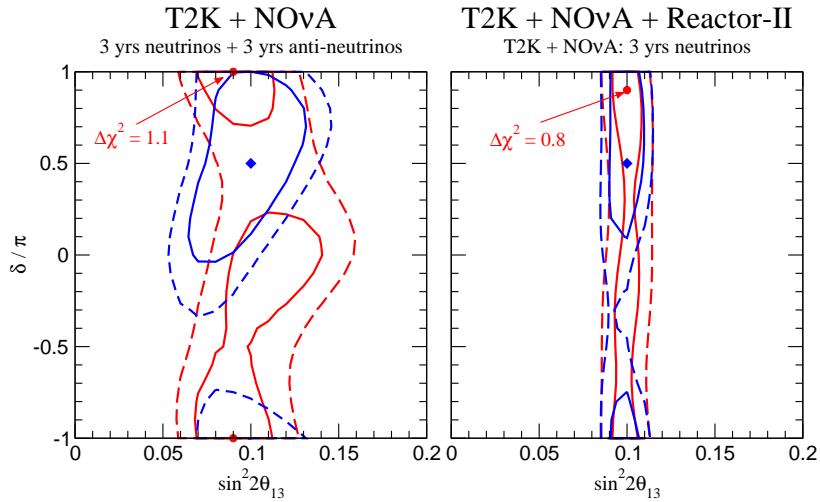 T2K + NOνA
3 yrs neutrinos + 3 yrs anti-neutrinos
T2K + NOνA + Reactor-II
T2K + NOνA: 3 yrs neutrinos
Δχ² = 1.1
Δχ² = 0.8
δ / π
1
0.5
0
-0.5
-1
0 0.05 0.1 0.15 0.2
0 0.05 0.1 0.15 0.2
sin²2θ₁₃
sin²2θ₁₃